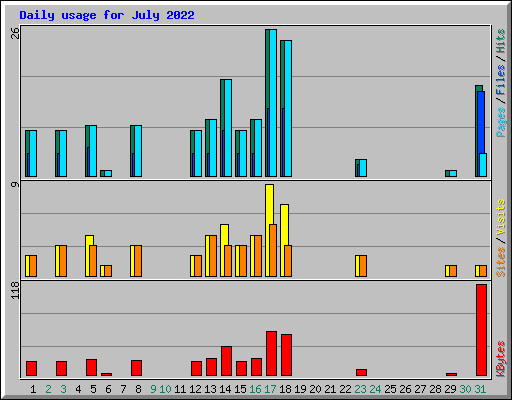 Daily usage for July 2022
26
Pages / Files / Hits
9
Sites / Visits
118
KBytes
1 2 3 4 5 6 7 8 9 10 11 12 13 14 15 16 17 18 19 20 21 22 23 24 25 26 27 28 29 30 31